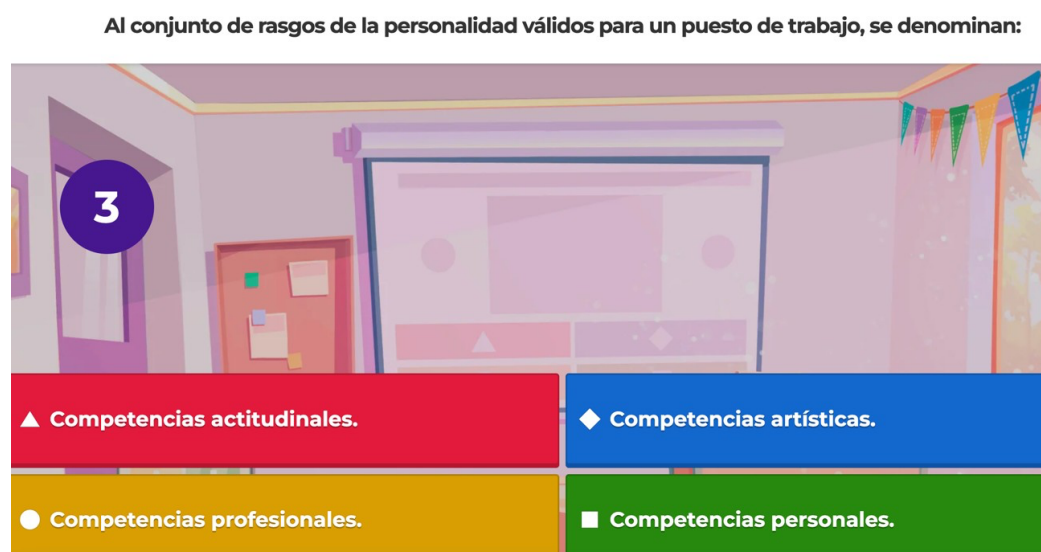 Al conjunto de rasgos de la personalidad válidos para un puesto de trabajo, se denominan:
3
Competencias actitudinales.
Competencias artísticas.
Competencias profesionales.
Competencias personales.